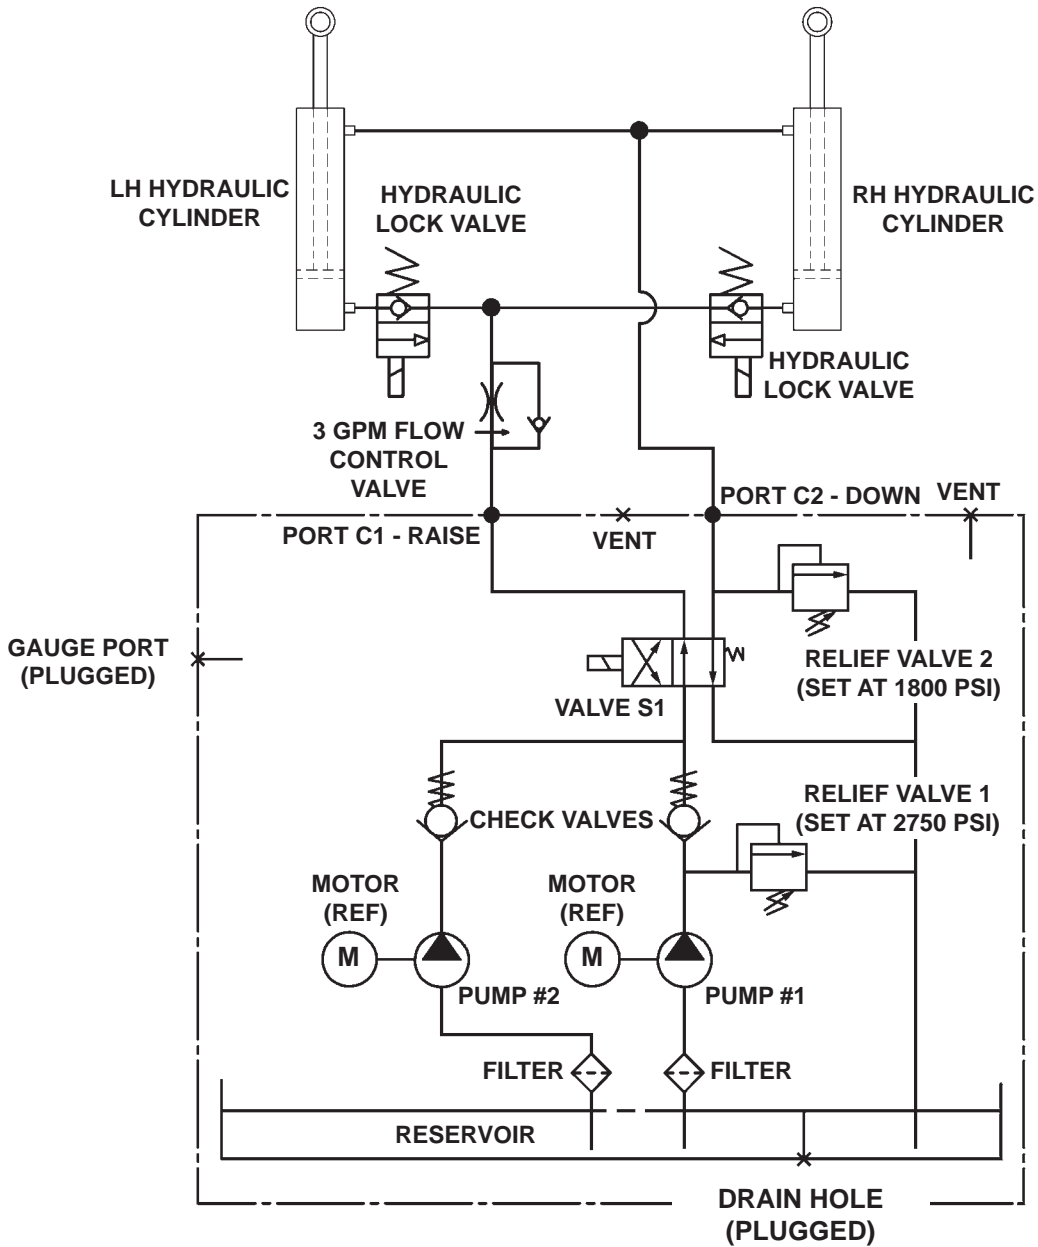 LH HYDRAULIC
CYLINDER
HYDRAULIC
LOCK VALVE
RH HYDRAULIC
CYLINDER
HYDRAULIC
LOCK VALVE
3 GPM FLOW
CONTROL
VALVE
PORT C1 - RAISE
VENT
PORT C2 - DOWN
VENT
GAUGE PORT
(PLUGGED)
RELIEF VALVE 2
(SET AT 1800 PSI)
VALVE S1
RELIEF VALVE 1
(SET AT 2750 PSI)
CHECK VALVES
MOTOR
(REF)
M
PUMP #2
MOTOR
(REF)
M
PUMP #1
FILTER
FILTER
RESERVOIR
DRAIN HOLE
(PLUGGED)